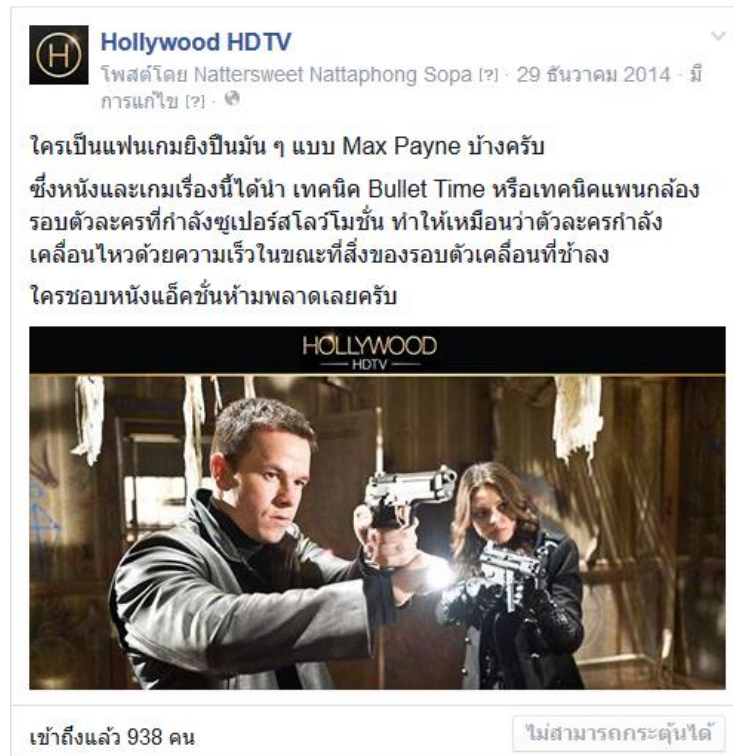 Hollywood HDTV
โพสต์โดย Nattersweet Nattaphong Sopa [?] · 29 ธันวาคม 2014 · มี
การแก้ไข [?] ·
ใครเป็นแฟนเกมยิงปืนมัน ๆ แบบ Max Payne บ้างครับ
ซึ่งหนังและเกมเรื่องนี้ได้นำ เทคนิค Bullet Time หรือเทคนิคแพนกล้อง
รอบตัวละครที่กำลังซูเปอร์สโลว์โมชั่น ทำให้เหมือนว่าตัวละครกำลัง
เคลื่อนไหวด้วยความเร็วในขณะที่สิ่งของรอบตัวเคลื่อนที่ช้าลง
ใครชอบหนังแอ็คชั่นห้ามพลาดเลยครับ
HOLLYWOOD
HDTV
เข้าถึงแล้ว 938 คน
ไม่สามารถกระตุ้นได้